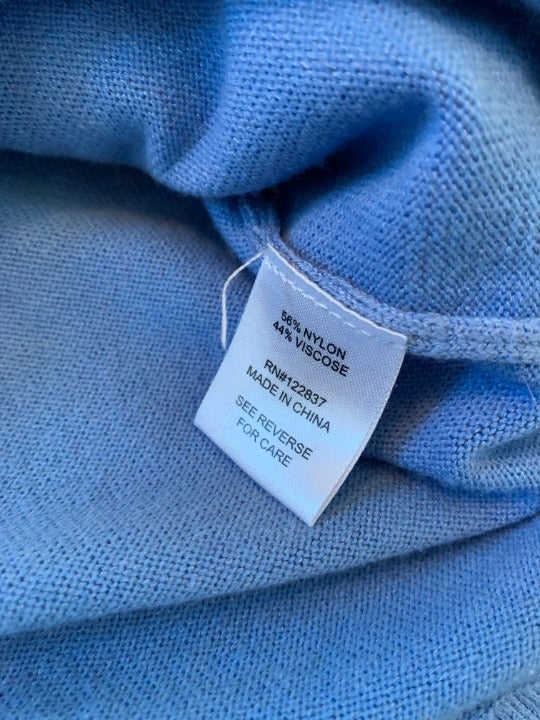 56% NYLON
44% VISCOSE
RN#122837
MADE IN CHINA
SEE REVERSE
FOR CARE